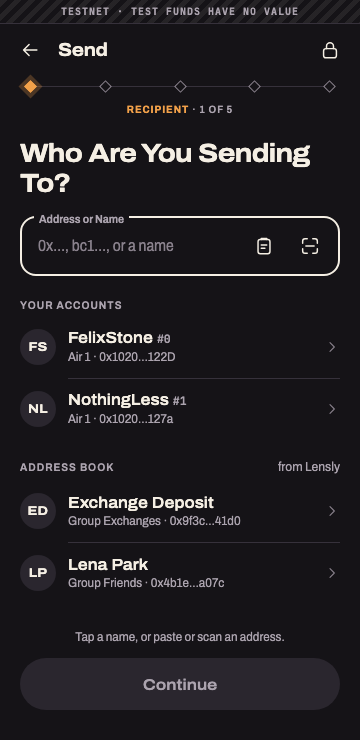 TESTNET · TEST FUNDS HAVE NO VALUE
Send
RECIPIENT · 1 OF 5
Who Are You Sending
To?
Address or Name
0x..., bc1..., or a name
YOUR ACCOUNTS
FS
FelixStone #0
Air 1 · 0x1020...122D
NL
NothingLess #1
Air 1 · 0x1020...127a
ADDRESS BOOK
from Lensly
ED
Exchange Deposit
Group Exchanges · 0x9f3c...41d0
LP
Lena Park
Group Friends · 0x4b1e...a07c
Tap a name, or paste or scan an address.
Continue